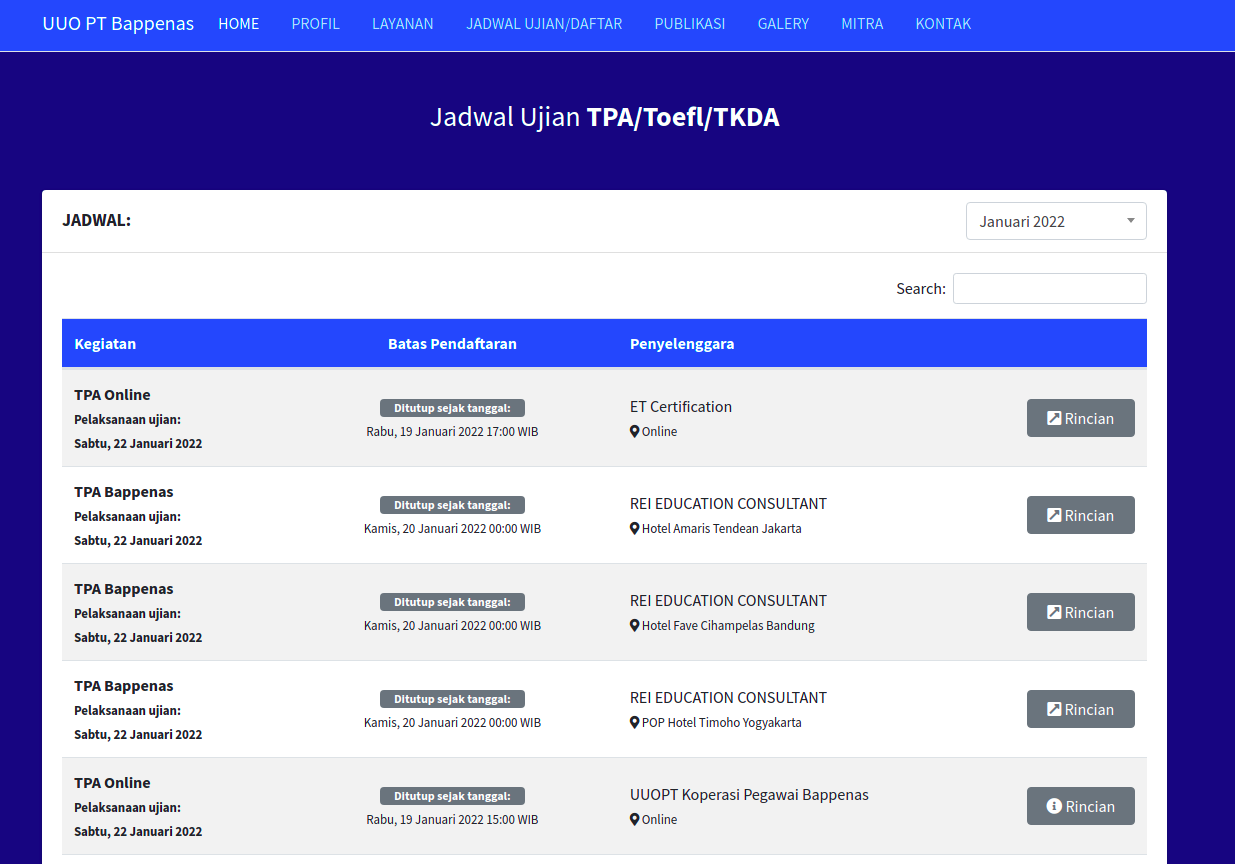 UUO PT Bappenas HOME PROFIL LAYANAN JADWAL UJIAN/DAFTAR PUBLIKASI GALERY MITRA KONTAK
Jadwal Ujian TPA/Toefl/TKDA
JADWAL: Januari 2022
Search:
Kegiatan Batas Pendaftaran Penyelenggara
TPA Online
Pelaksanaan ujian:
Sabtu, 22 Januari 2022
Ditutup sejak tanggal:
Rabu, 19 Januari 2022 17:00 WIB
ET Certification
Online
Rincian
TPA Bappenas
Pelaksanaan ujian:
Sabtu, 22 Januari 2022
Ditutup sejak tanggal:
Kamis, 20 Januari 2022 00:00 WIB
REI EDUCATION CONSULTANT
Hotel Amaris Tendean Jakarta
Rincian
TPA Bappenas
Pelaksanaan ujian:
Sabtu, 22 Januari 2022
Ditutup sejak tanggal:
Kamis, 20 Januari 2022 00:00 WIB
REI EDUCATION CONSULTANT
Hotel Fave Cihampelas Bandung
Rincian
TPA Bappenas
Pelaksanaan ujian:
Sabtu, 22 Januari 2022
Ditutup sejak tanggal:
Kamis, 20 Januari 2022 00:00 WIB
REI EDUCATION CONSULTANT
POP Hotel Timoho Yogyakarta
Rincian
TPA Online
Pelaksanaan ujian:
Sabtu, 22 Januari 2022
Ditutup sejak tanggal:
Rabu, 19 Januari 2022 15:00 WIB
UUOPT Koperasi Pegawai Bappenas
Online
Rincian